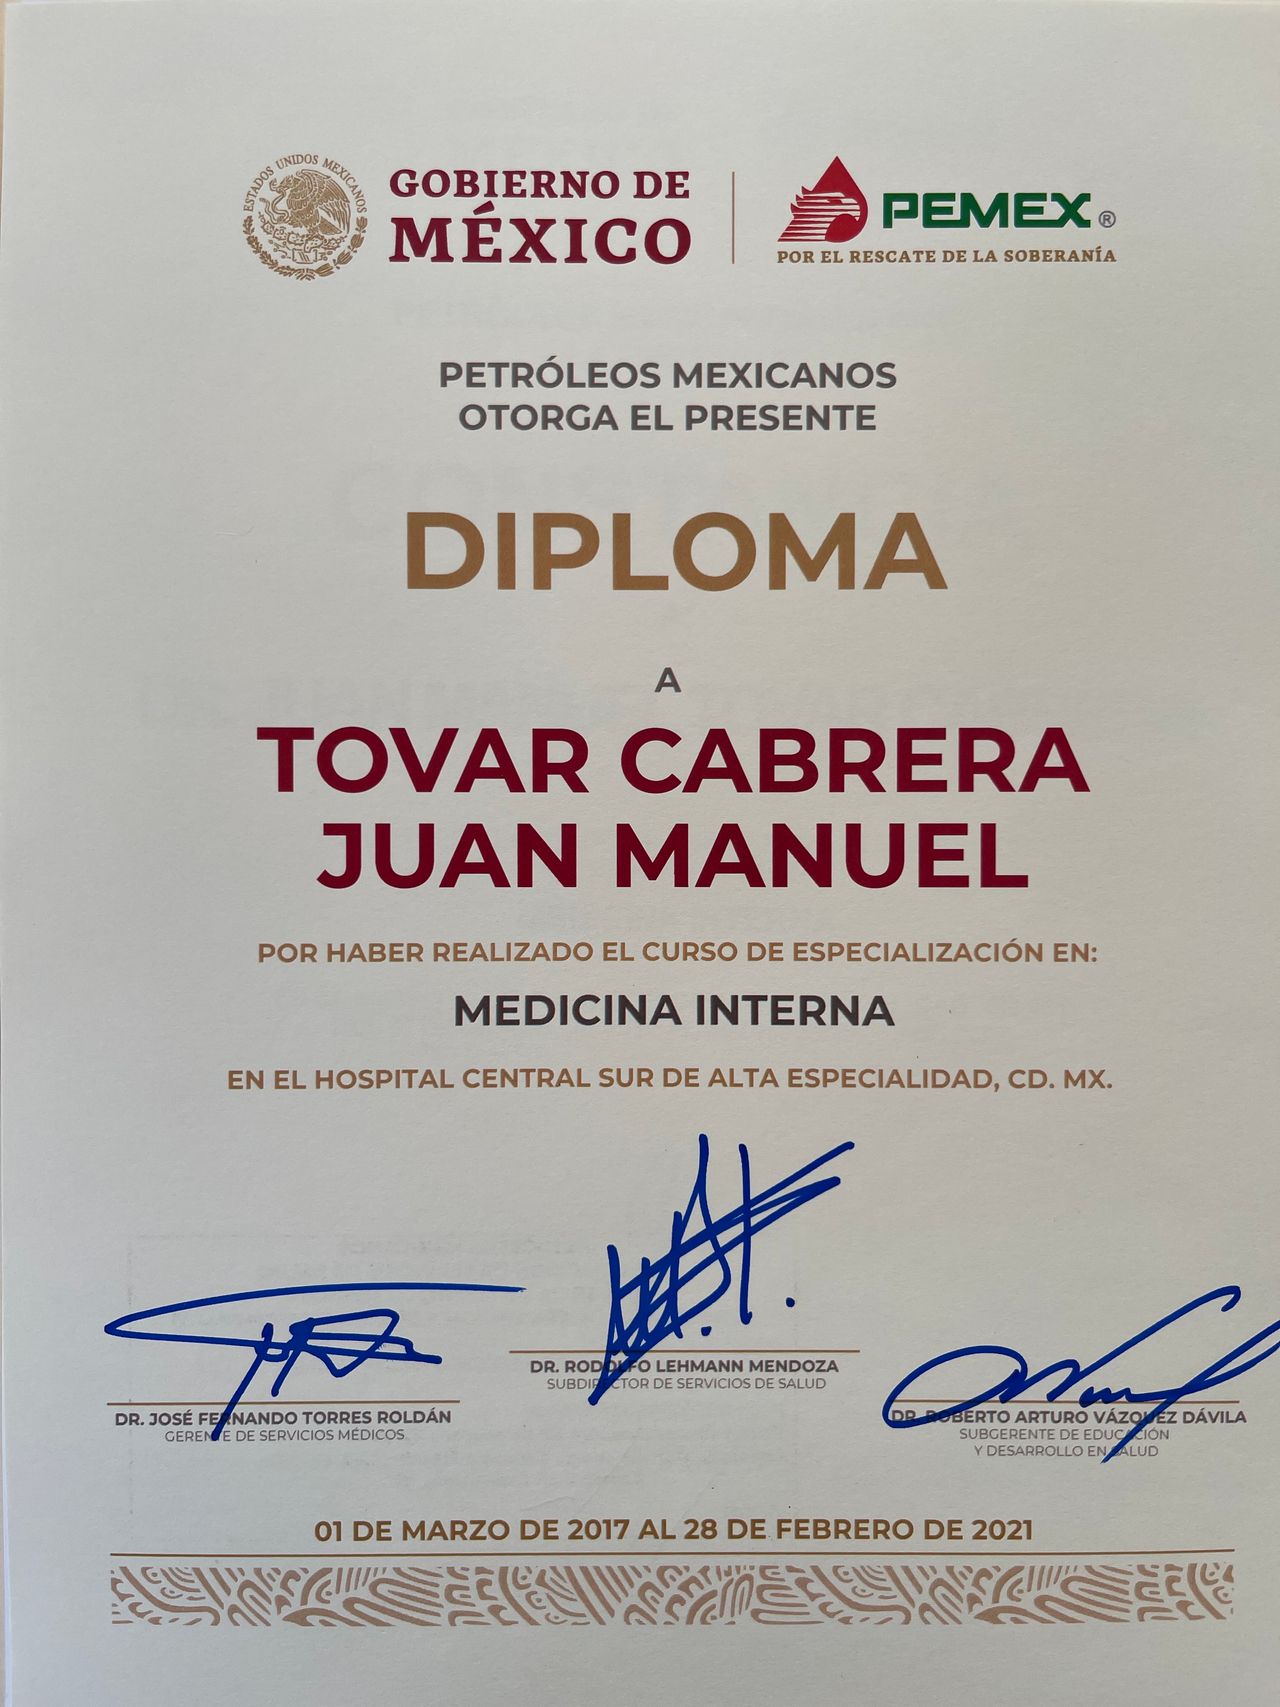 ESTADOS UNIDOS MEXICANOS
GOBIERNO DE
MÉXICO
PEMEX®
POR EL RESCATE DE LA SOBERANÍA
PETRÓLEOS MEXICANOS
OTORGA EL PRESENTE
DIPLOMA
A
TOVAR CABRERA
JUAN MANUEL
POR HABER REALIZADO EL CURSO DE ESPECIALIZACIÓN EN:
MEDICINA INTERNA
EN EL HOSPITAL CENTRAL SUR DE ALTA ESPECIALIDAD, CD. MX.
DR. RODOLFO LEHMANN MENDOZA
SUBDIRECTOR DE SERVICIOS DE SALUD
DR. JOSÉ FERNANDO TORRES ROLDÁN
GERENTE DE SERVICIOS MÉDICOS
DR. ROBERTO ARTURO VÁZQUEZ DÁVILA
SUBGERENTE DE EDUCACIÓN
Y DESARROLLO EN SALUD
01 DE MARZO DE 2017 AL 28 DE FEBRERO DE 2021